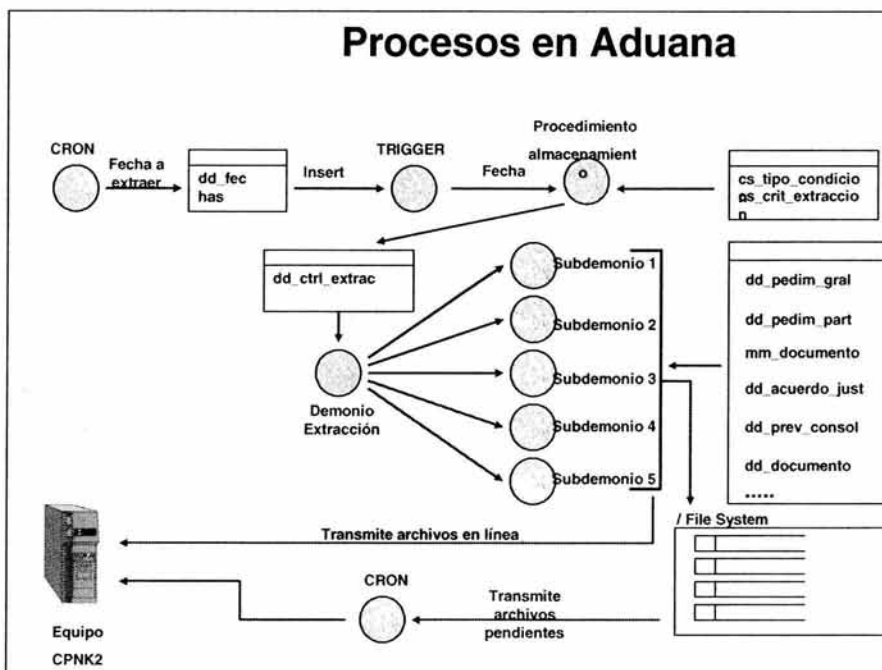 Procesos en Aduana
CRON
Fecha a
extraer
dd_fec
has
Insert
TRIGGER
Fecha
Procedimiento
almacenamient
o
cs_tipo_condicio
n
cs_crit_extraccio
n
dd_ctrl_extrac
Demonio
Extracción
Subdemonio 1
Subdemonio 2
Subdemonio 3
Subdemonio 4
Subdemonio 5
dd_pedim_gral
dd_pedim_part
mm_documento
dd_acuerdo_just
dd_prev_consol
dd_documento
.....
/ File System
Transmite archivos en línea
CRON
Transmite
archivos
pendientes
Equipo
CPNK2